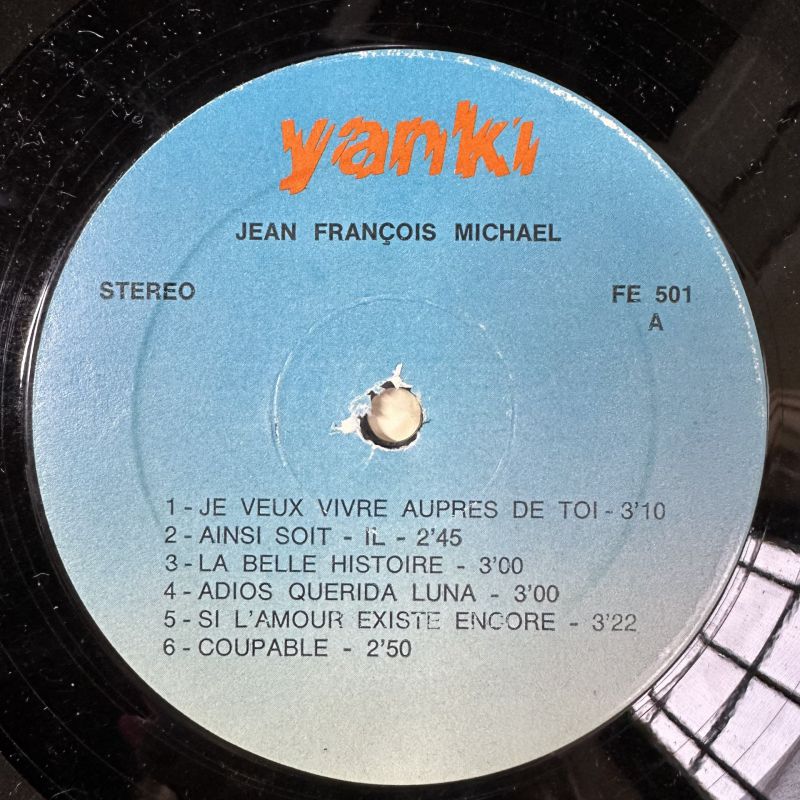 yanki
JEAN FRANÇOIS MICHAEL
STEREO
FE 501
A
1 - JE VEUX VIVRE AUPRES DE TOI - 3'10
2 - AINSI SOIT - IL - 2'45
3 - LA BELLE HISTOIRE - 3'00
4 - ADIOS QUERIDA LUNA - 3'00
5 - SI L'AMOUR EXISTE ENCORE - 3'22
6 - COUPABLE - 2'50